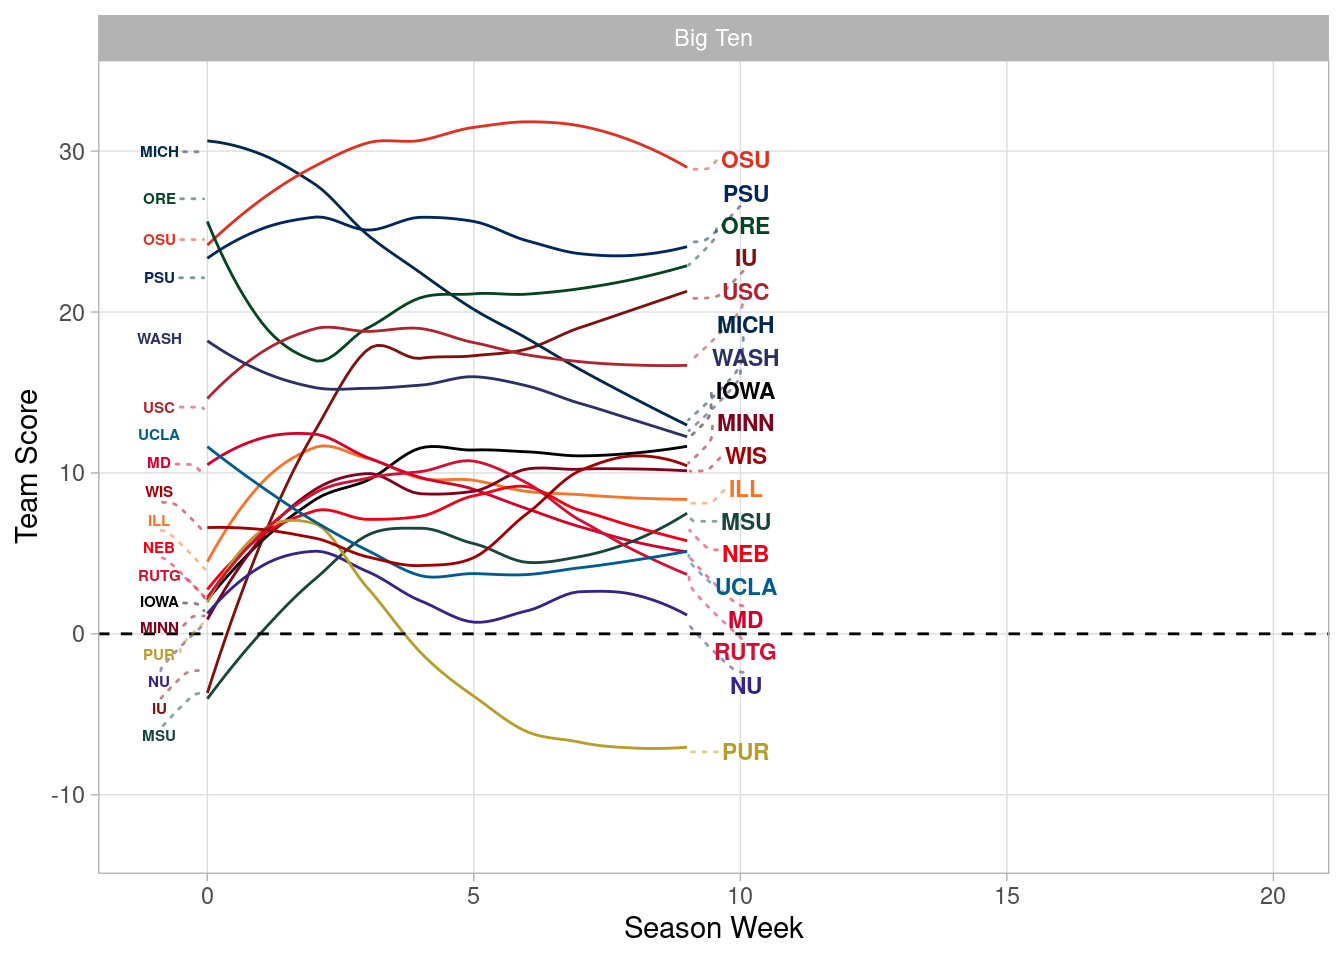 Big Ten
Team Score
30
20
10
0
-10
MICH
ORE
OSU
PSU
WASH
USC
UCLA
MD
WIS
ILL
NEB
RUTG
IOWA
MINN
PUR
NU
IU
MSU
OSU
PSU
ORE
IU
USC
MICH
WASH
IOWA
MINN
WIS
ILL
MSU
NEB
UCLA
MD
RUTG
NU
PUR
0 5 10 15 20
Season Week